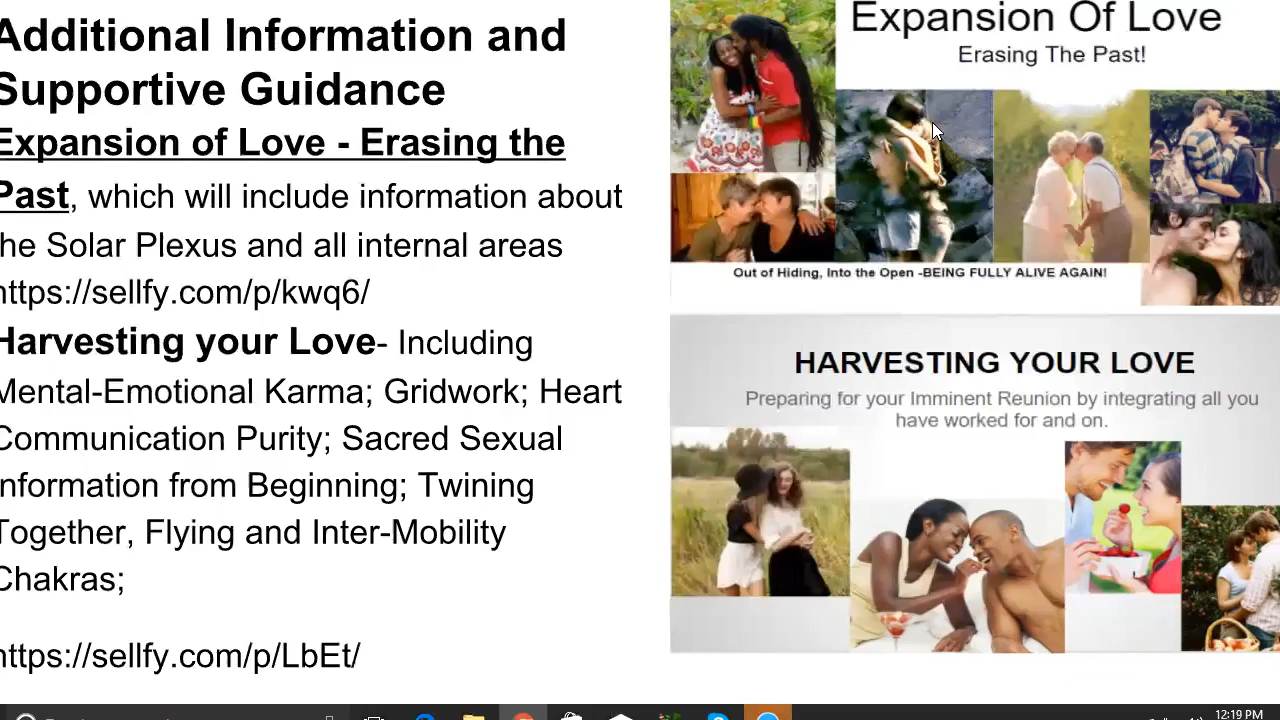 Additional Information and
Supportive Guidance
Expansion of Love - Erasing the
Past, which will include information about
the Solar Plexus and all internal areas
https://sellfy.com/p/kwq6/
Harvesting your Love- Including
Mental-Emotional Karma; Gridwork; Heart
Communication Purity; Sacred Sexual
Information from Beginning; Twining
Together, Flying and Inter-Mobility
Chakras;
https://sellfy.com/p/LbEt/
Expansion Of Love
Erasing The Past!
Out of Hiding, Into the Open -BEING FULLY ALIVE AGAIN!
HARVESTING YOUR LOVE
Preparing for your Imminent Reunion by integrating all you
have worked for and on.
12:19 PM